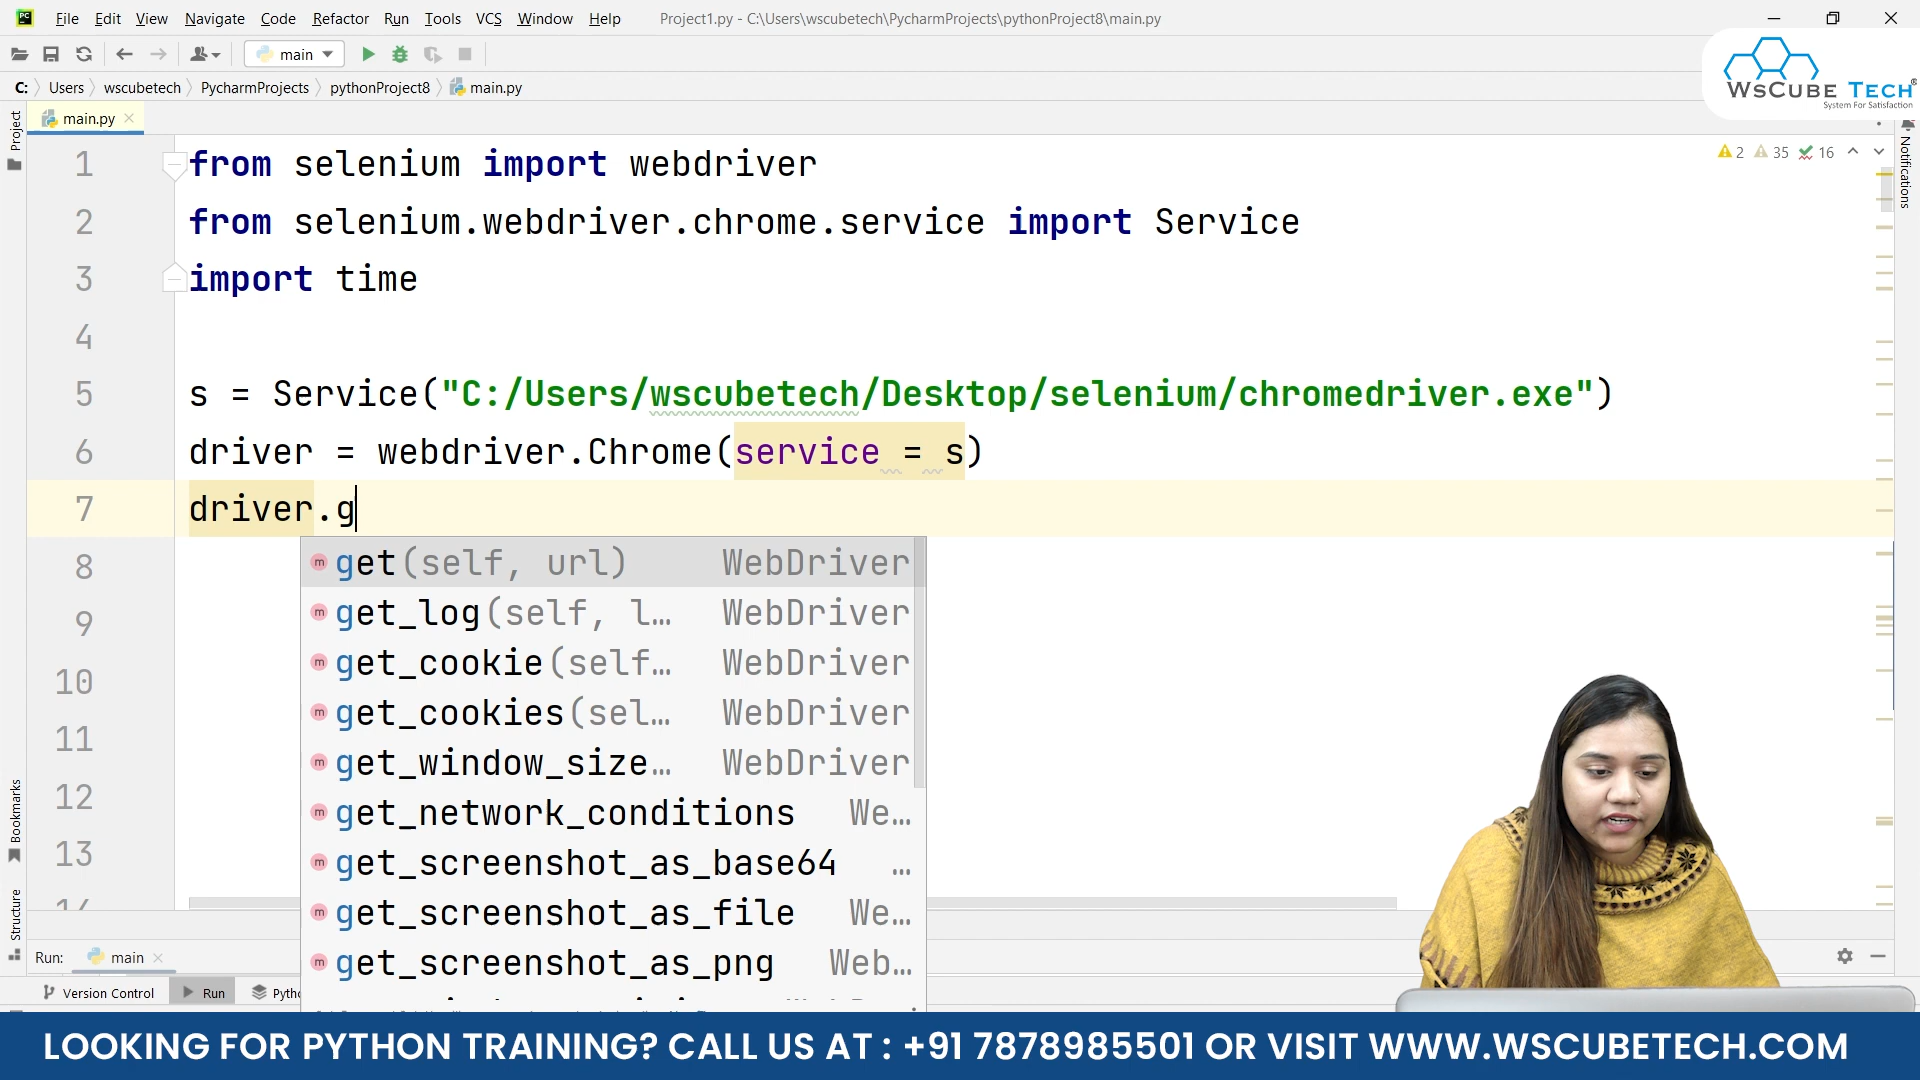 File Edit View Navigate Code Refactor Run Tools VCS Window Help Project1.py - C:\Users\wscubetech\PycharmProjects\pythonProject8\main.py
main
C: Users wscubetech PycharmProjects pythonProject8 main.py
WSCUBE TECH®
System For Satisfaction
Project
main.py
Notifications
2 35 16
1 from selenium import webdriver
2 from selenium.webdriver.chrome.service import Service
3 import time
4
5 s = Service("C:/Users/wscubetech/Desktop/selenium/chromedriver.exe")
6 driver = webdriver.Chrome(service = s)
7 driver.g
8
9
10
11
12
13
14
get(self, url) WebDriver
get_log(self, l… WebDriver
get_cookie(self… WebDriver
get_cookies(sel… WebDriver
get_window_size… WebDriver
get_network_conditions We…
get_screenshot_as_base64 …
get_screenshot_as_file We…
get_screenshot_as_png Web…
Bookmarks
Structure
Run: main
Version Control Run
LOOKING FOR PYTHON TRAINING? CALL US AT : +91 7878985501 OR VISIT WWW.WSCUBETECH.COM